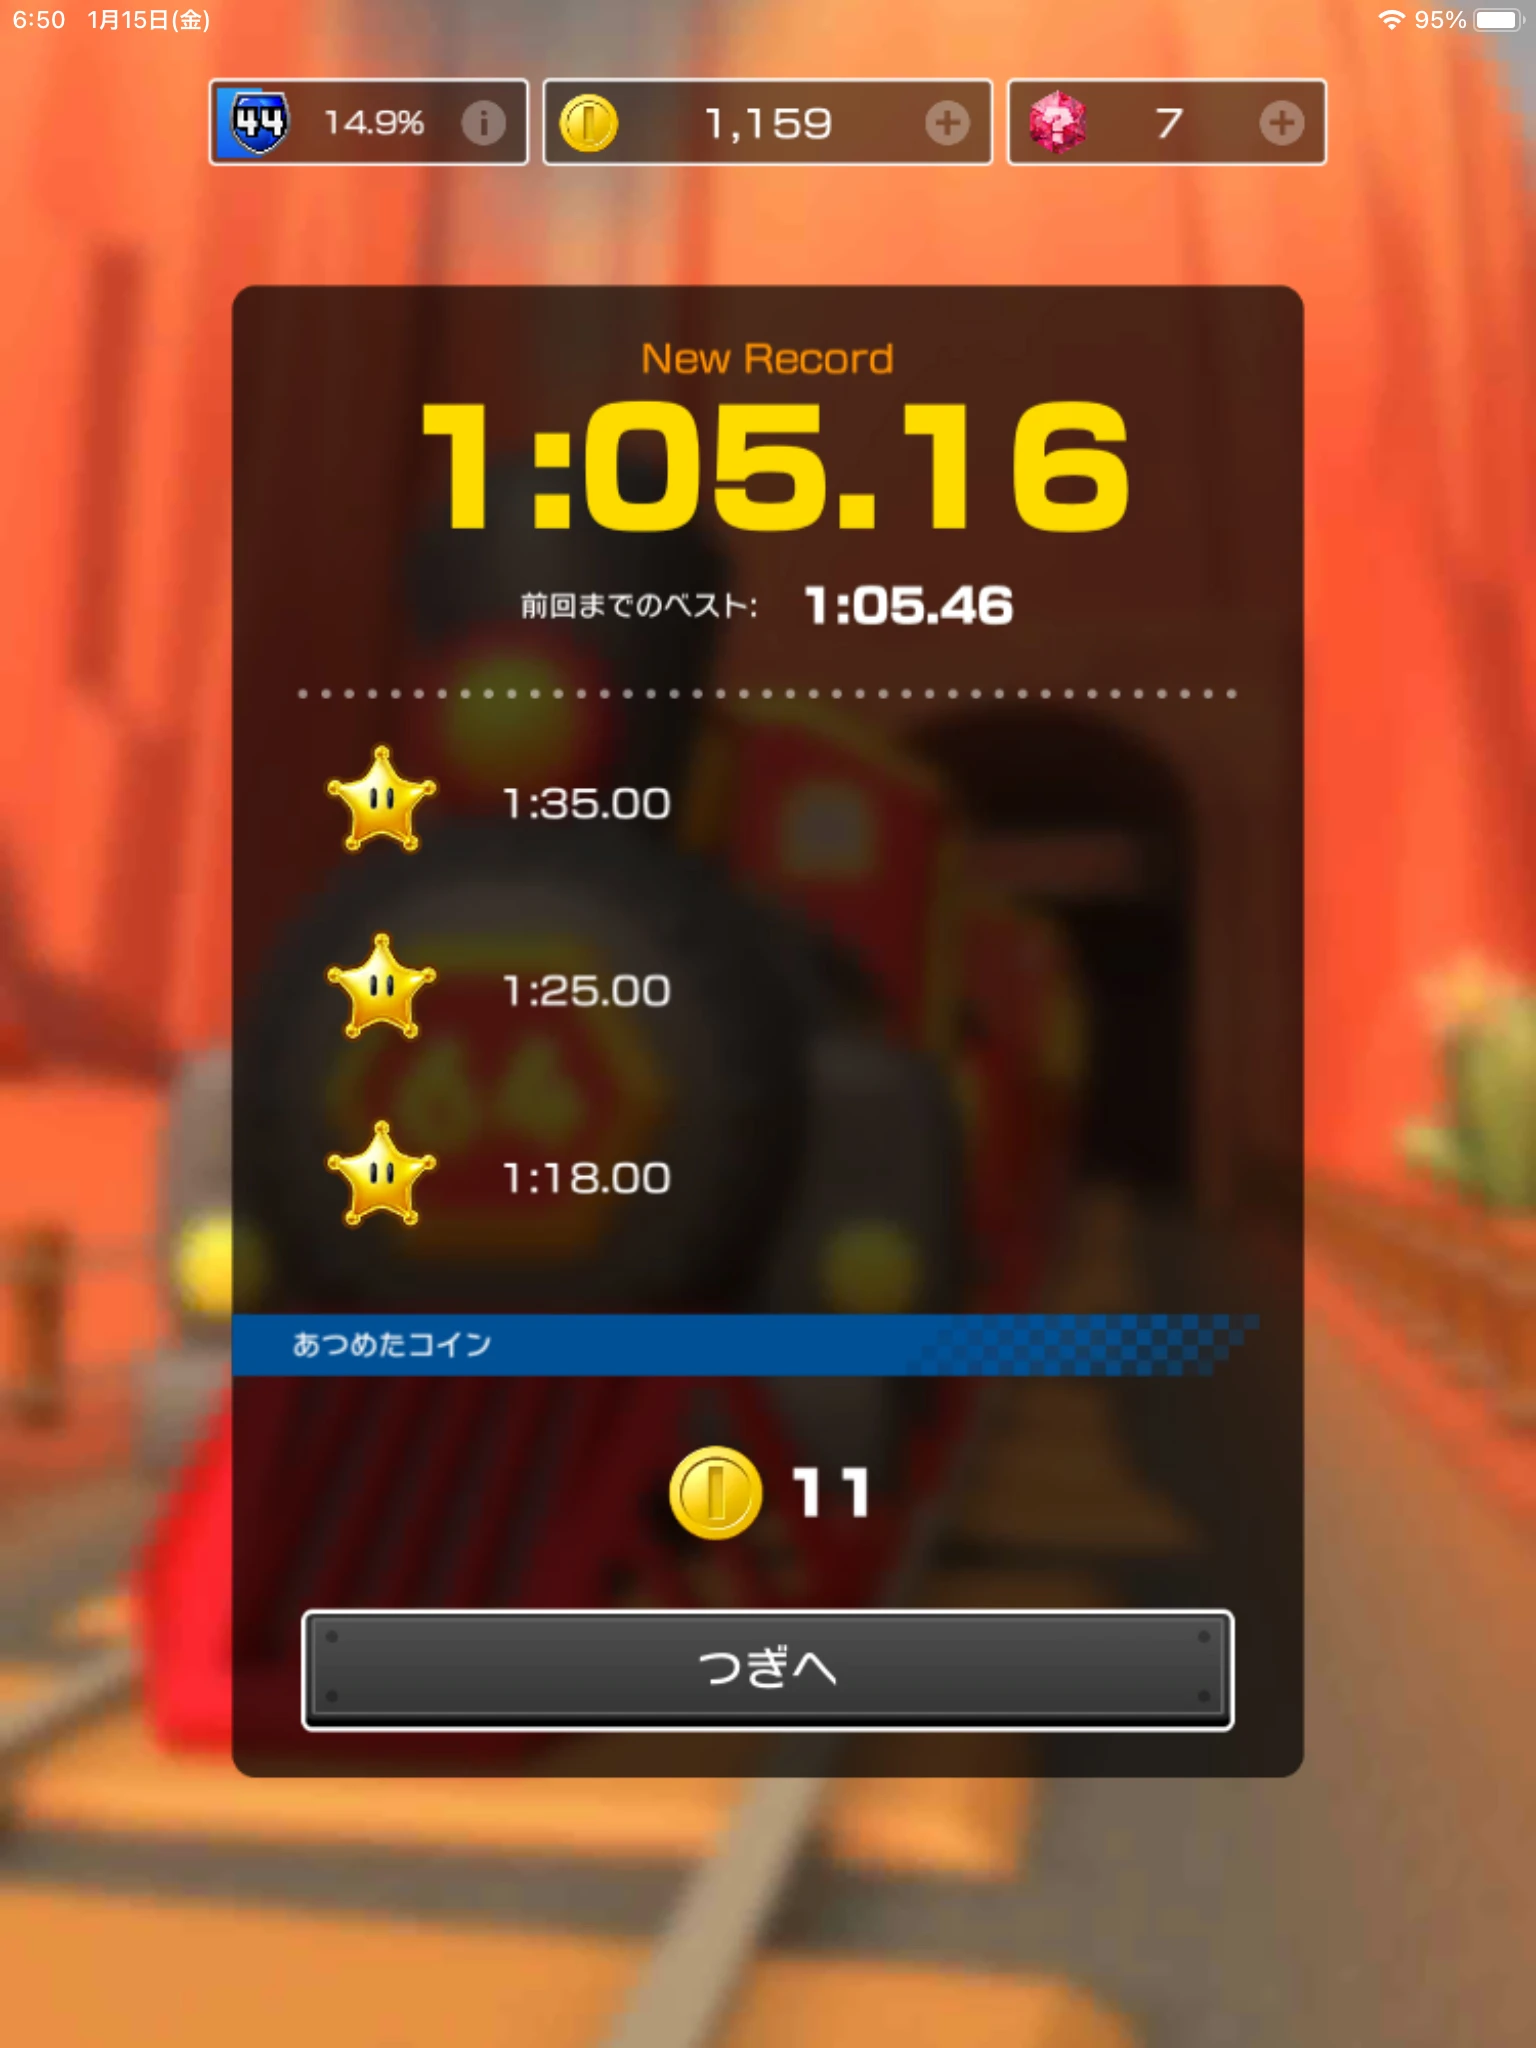 6:50 1月15日(金) 95%
44 14.9% i 1,159 + 7 +
New Record
1:05.16
前回までのベスト: 1:05.46
1:35.00
1:25.00
64
1:18.00
あつめたコイン
11
つぎへ